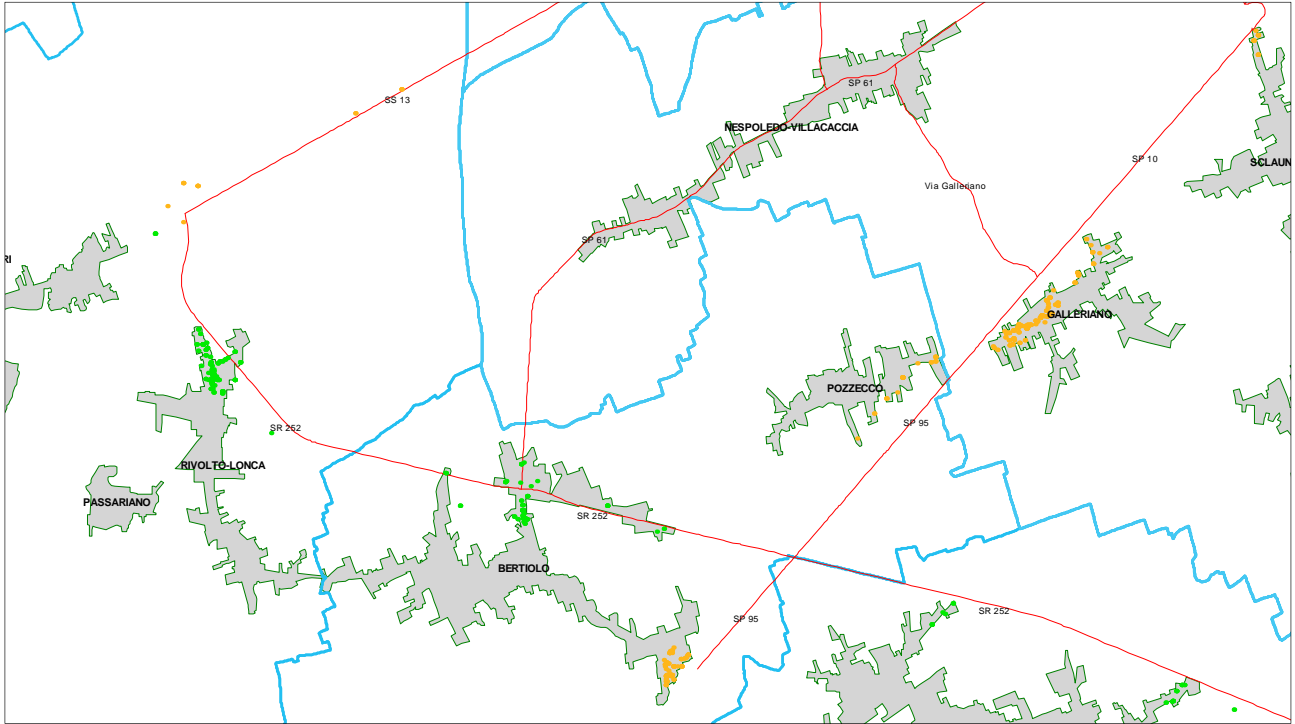 SP 61
SS 13
NESPOLEDO-VILLACACCIA
SP 10
SCLAUN
Via Galleriano
SP 61
RI
GALLERIANO
POZZECCO
SP 95
SR 252
RIVOLTO-LONCA
PASSARIANO
SR 252
BERTIOLO
SR 252
SP 95